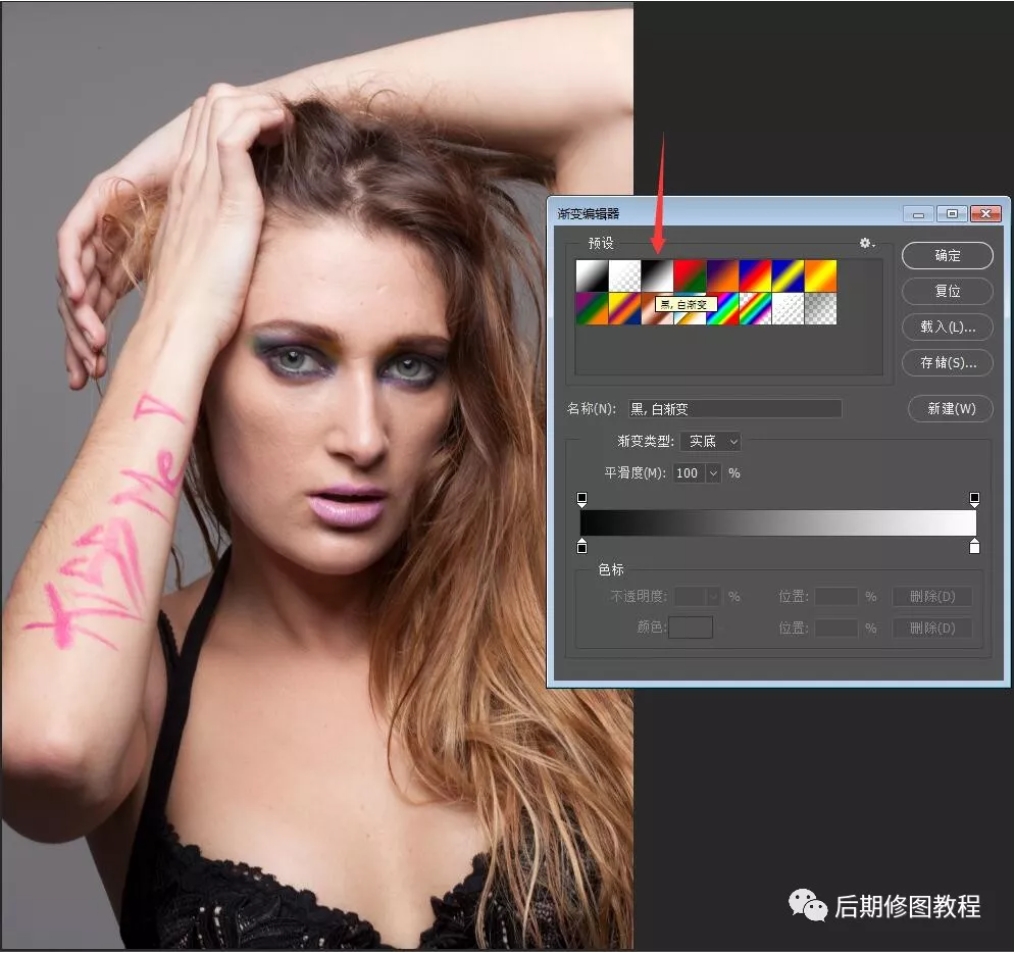 渐变编辑器
预设
确定
复位
载入(L)...
存储(S)...
黑, 白渐变
名称(N): 黑, 白渐变
新建(W)
渐变类型: 实底
平滑度(M): 100 %
色标
不透明度: % 位置: % 删除(D)
颜色: 位置: % 删除(D)
Kiss
Me
后期修图教程